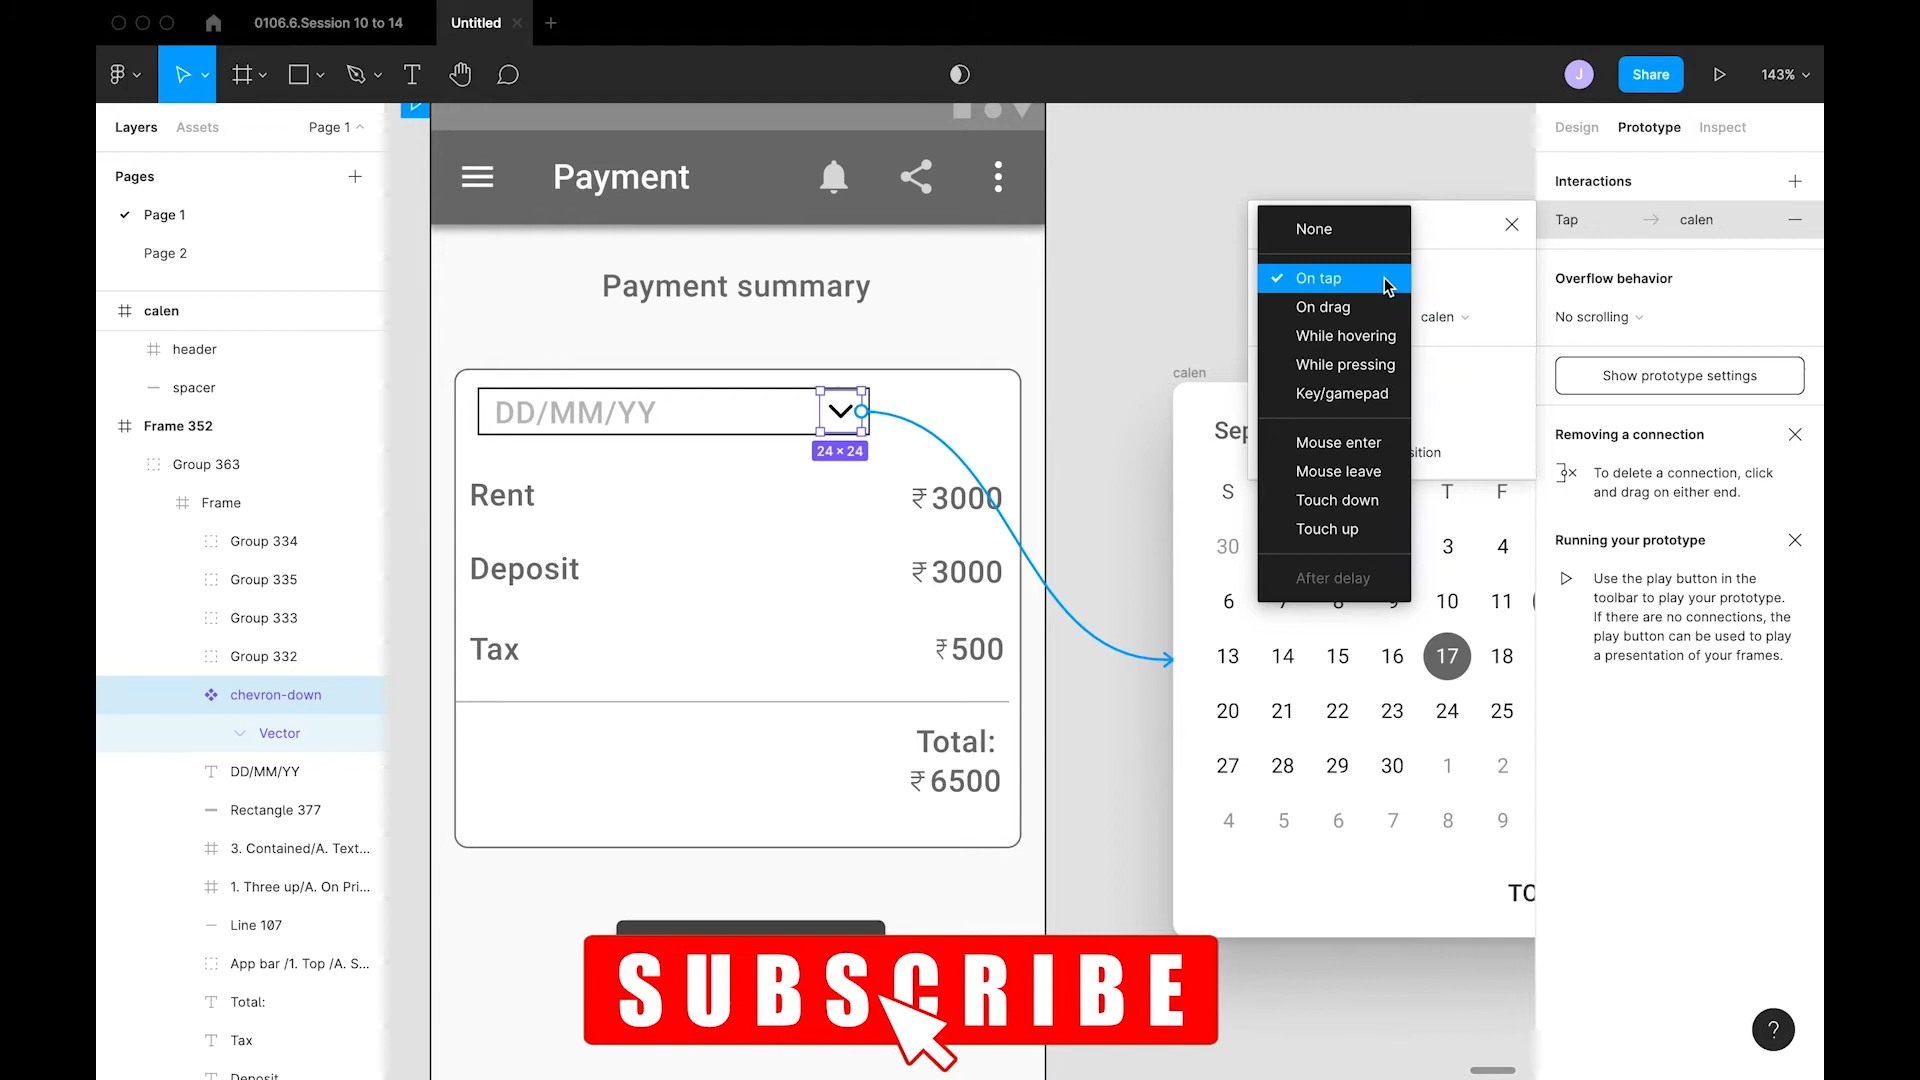 0106.6.Session 10 to 14
Untitled
J
Share
143%
Layers
Assets
Page 1
Pages
Page 1
Page 2
calen
header
spacer
Frame 352
Group 363
Frame
Group 334
Group 335
Group 333
Group 332
chevron-down
Vector
DD/MM/YY
Rectangle 377
3. Contained/A. Text...
1. Three up/A. On Pri...
Line 107
App bar /1. Top /A. S...
Total:
Tax
Deposit
Payment
Payment summary
DD/MM/YY
24 × 24
Rent
₹3000
Deposit
₹3000
Tax
₹500
Total:
₹6500
SUBSCRIBE
None
On tap
On drag
While hovering
While pressing
Key/gamepad
Mouse enter
Mouse leave
Touch down
Touch up
After delay
calen
calen
Sep
S T F
30 3 4
6 7 8 9 10 11
13 14 15 16 17 18
20 21 22 23 24 25
27 28 29 30 1 2
4 5 6 7 8 9
Design
Prototype
Inspect
Interactions
Tap
calen
Overflow behavior
No scrolling
Show prototype settings
Removing a connection
To delete a connection, click
and drag on either end.
Running your prototype
Use the play button in the
toolbar to play your prototype.
If there are no connections, the
play button can be used to play
a presentation of your frames.
?